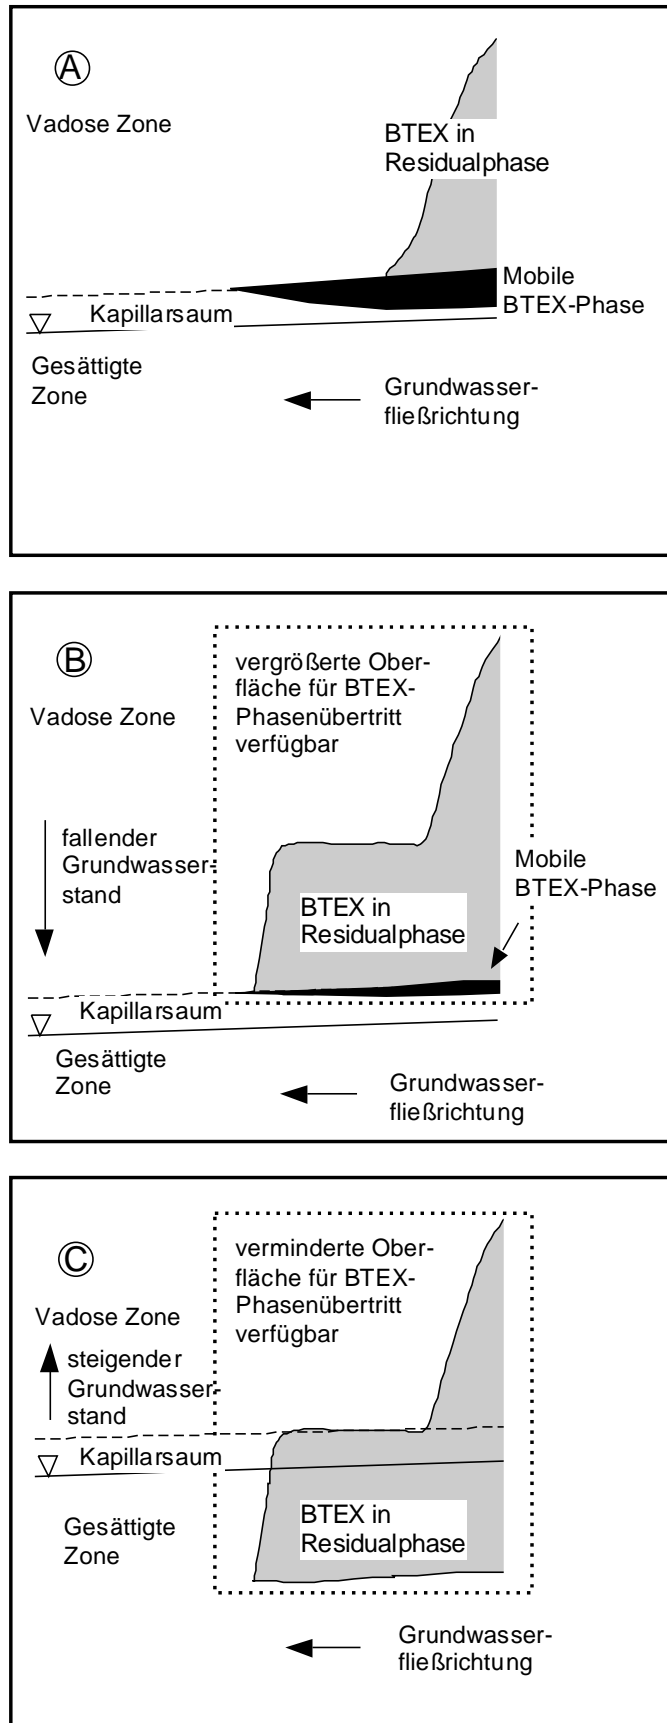 A
Vadose Zone
BTEX in
Residualphase
Mobile
BTEX-Phase
Kapillarsaum
Gesättigte
Zone
Grundwasser-
fließrichtung
B
vergrößerte Ober-
fläche für BTEX-
Phasenübertritt
verfügbar
Vadose Zone
fallender
Grundwasser-
stand
Mobile
BTEX-Phase
BTEX in
Residualphase
Kapillarsaum
Gesättigte
Zone
Grundwasser-
fließrichtung
C
verminderte Ober-
fläche für BTEX-
Phasenübertritt
verfügbar
Vadose Zone
steigender
Grundwasser-
stand
Kapillarsaum
BTEX in
Residualphase
Gesättigte
Zone
Grundwasser-
fließrichtung